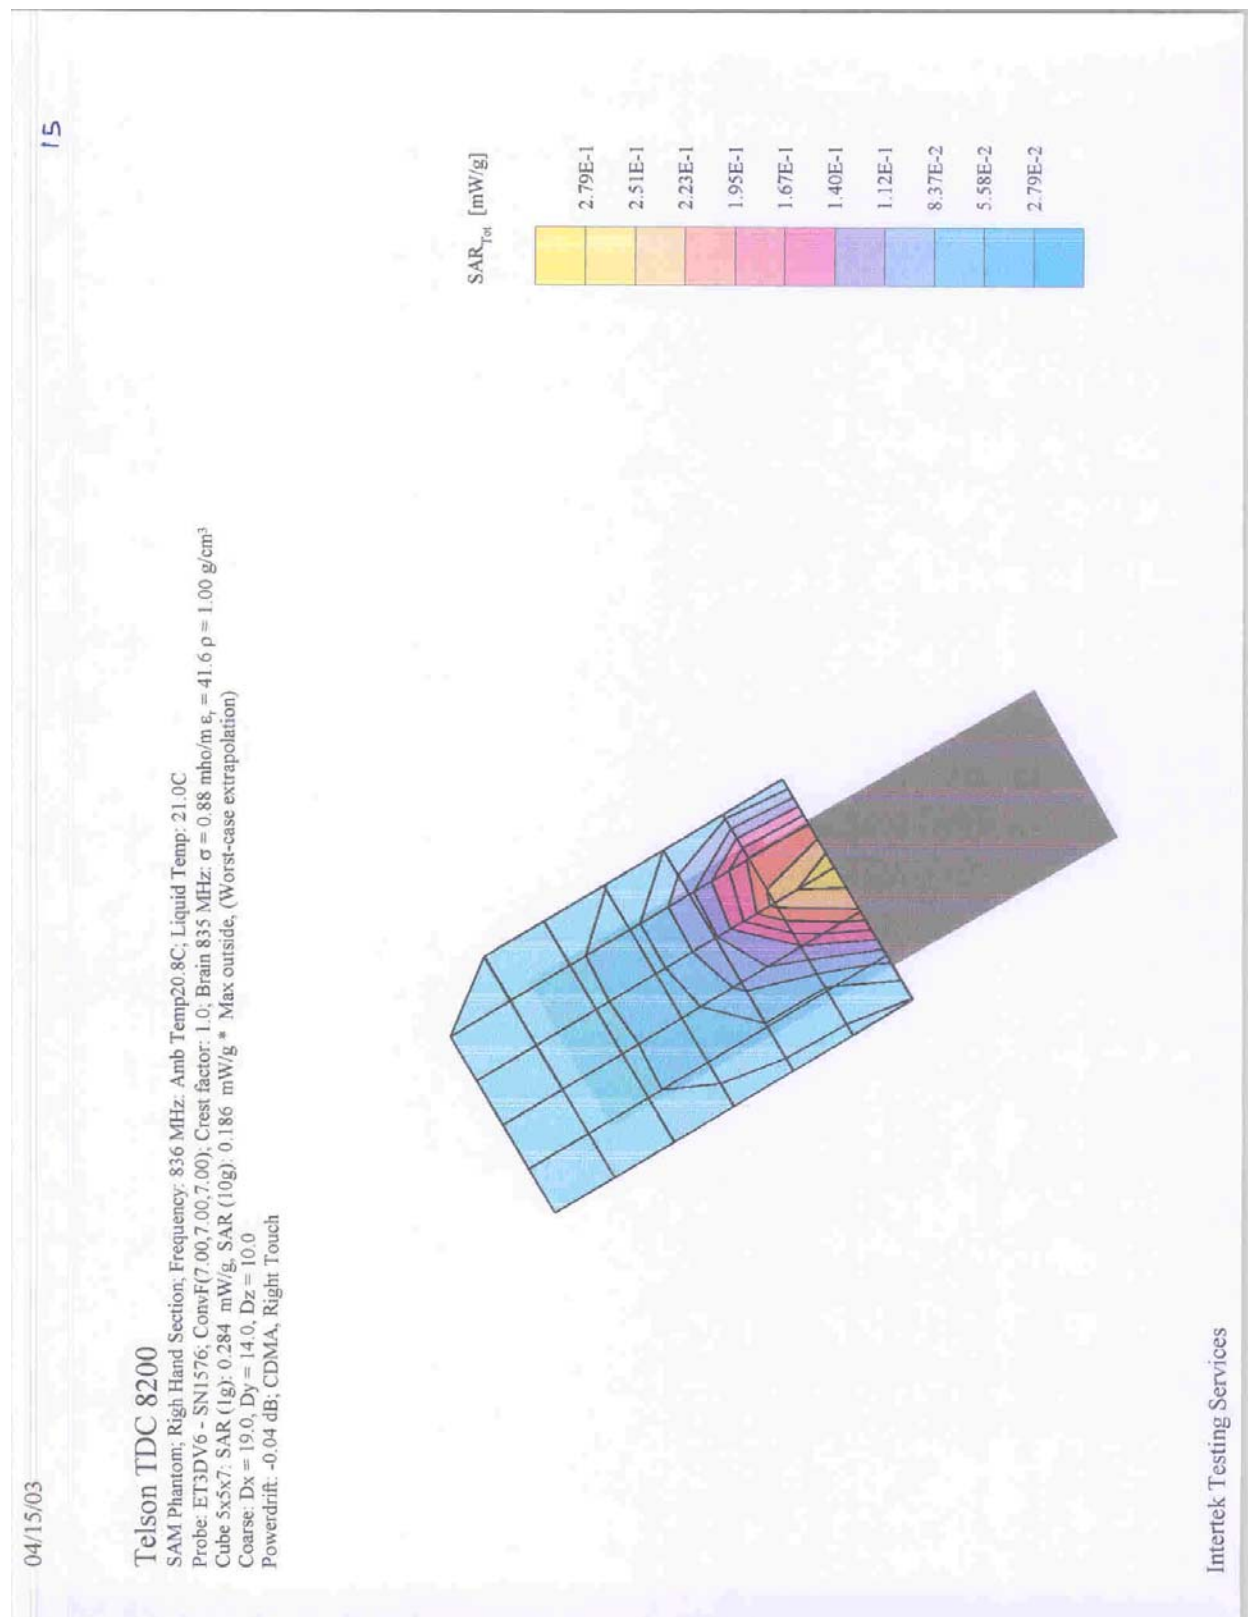 04/15/03
15
Telson TDC 8200
SAM Phantom; Righ Hand Section; Frequency: 836 MHz: Amb Temp20.8C; Liquid Temp: 21.0C
Probe: ET3DV6 - SN1576; ConvF(7.00,7.00,7.00); Crest factor: 1.0; Brain 835 MHz: σ = 0.88 mho/m εr = 41.6 ρ = 1.00 g/cm³
Cube 5x5x7: SAR (1g): 0.284 mW/g, SAR (10g): 0.186 mW/g * Max outside, (Worst-case extrapolation)
Coarse: Dx = 19.0, Dy = 14.0, Dz = 10.0
Powerdrift: -0.04 dB; CDMA, Right Touch
SARTot [mW/g]
2.79E-1
2.51E-1
2.23E-1
1.95E-1
1.67E-1
1.40E-1
1.12E-1
8.37E-2
5.58E-2
2.79E-2
Intertek Testing Services